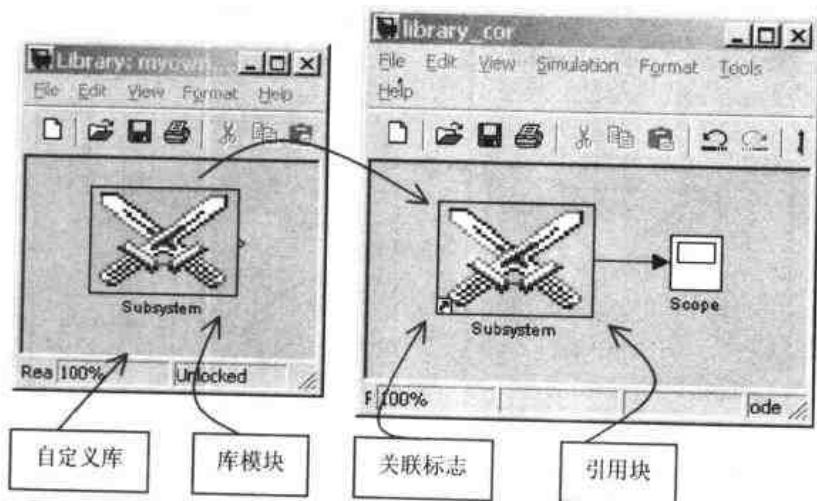 Library: myown...
File Edit View Format Help
Subsystem
Rea 100% Unlocked
library_cor
File Edit View Simulation Format Tools
Help
Subsystem
Scope
100%
ode
自定义库
库模块
关联标志
引用块